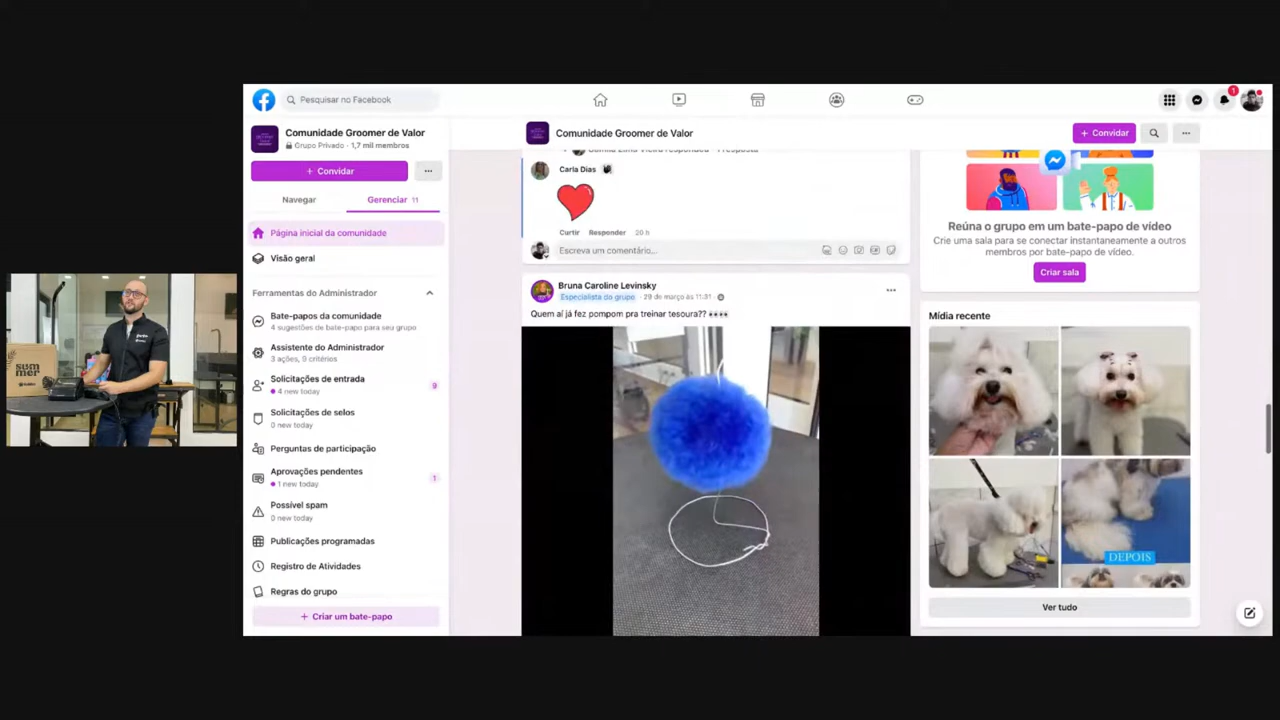 Pesquisar no Facebook
1
Comunidade Groomer de Valor
Grupo Privado · 1,7 mil membros
+ Convidar
Navegar
Gerenciar 11
Página inicial da comunidade
Visão geral
Ferramentas do Administrador
Bate-papos da comunidade
4 sugestões de bate-papo para seu grupo
Assistente do Administrador
3 ações, 9 critérios
Solicitações de entrada
4 new today
9
Solicitações de selos
0 new today
Perguntas de participação
Aprovações pendentes
1 new today
1
Possível spam
0 new today
Publicações programadas
Registro de Atividades
Regras do grupo
+ Criar um bate-papo
Comunidade Groomer de Valor
+ Convidar
Carla Dias
Curtir Responder 20 h
Escreva um comentário...
Bruna Caroline Levinsky
Especialista do grupo · 29 de março às 11:31 ·
Quem aí já fez pompom pra treinar tesoura??
Reúna o grupo em um bate-papo de vídeo
Crie uma sala para se conectar instantaneamente a outros
membros por bate-papo de vídeo.
Criar sala
Mídia recente
DEPOIS
Ver tudo
summer